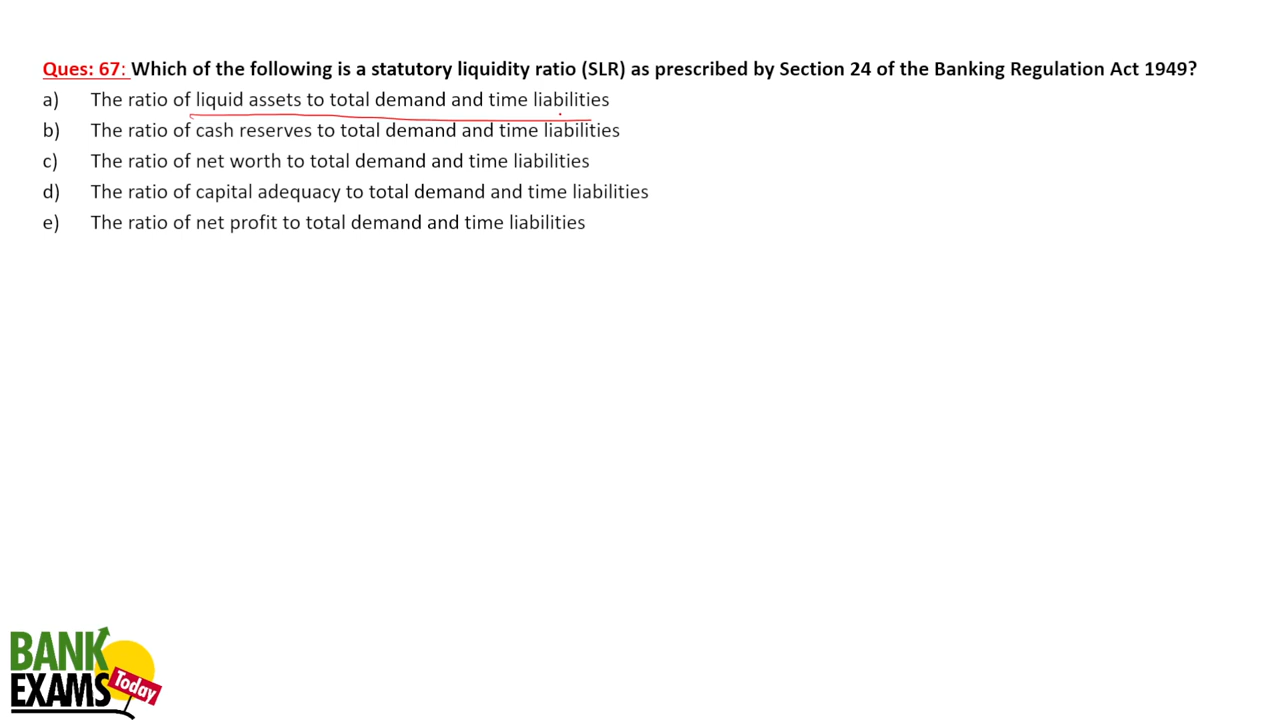 Ques: 67: Which of the following is a statutory liquidity ratio (SLR) as prescribed by Section 24 of the Banking Regulation Act 1949?
a) The ratio of liquid assets to total demand and time liabilities
b) The ratio of cash reserves to total demand and time liabilities
c) The ratio of net worth to total demand and time liabilities
d) The ratio of capital adequacy to total demand and time liabilities
e) The ratio of net profit to total demand and time liabilities
BANK
EXAMS Today